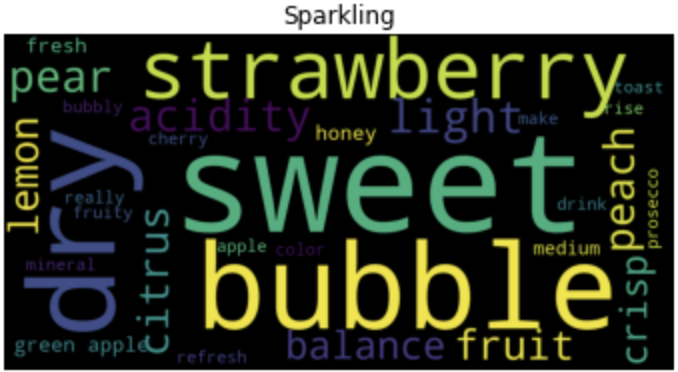 Sparkling
fresh
strawberry
pear
toast
bubbly
acidity
light
rise
make
lemon
cherry
honey
dry
sweet
peach
really
fruity
drink
prosecco
citrus
apple
color
medium
mineral
bubble
crisp
green apple
balance
fruit
refresh